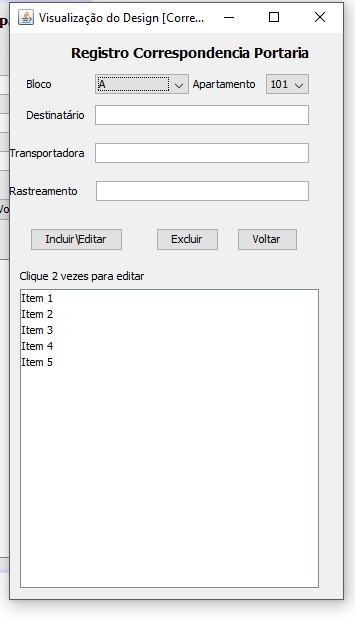 Visualização do Design [Corre...
Registro Correspondencia Portaria
Bloco A Apartamento 101
Destinatário
Transportadora
Rastreamento
Incluir\Editar Excluir Voltar
Clique 2 vezes para editar
Item 1
Item 2
Item 3
Item 4
Item 5